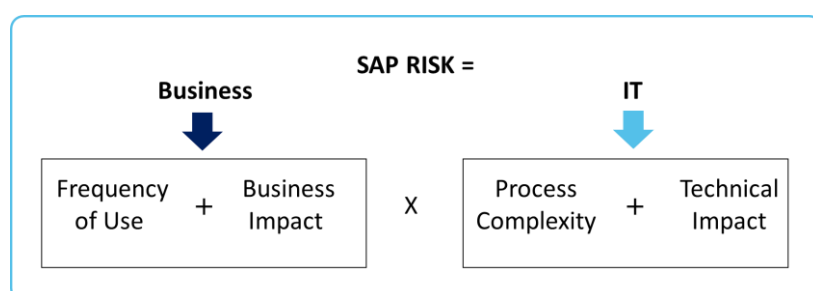 SAP RISK =
Business
IT
Frequency
of Use
+
Business
Impact
X
Process
Complexity
+
Technical
Impact